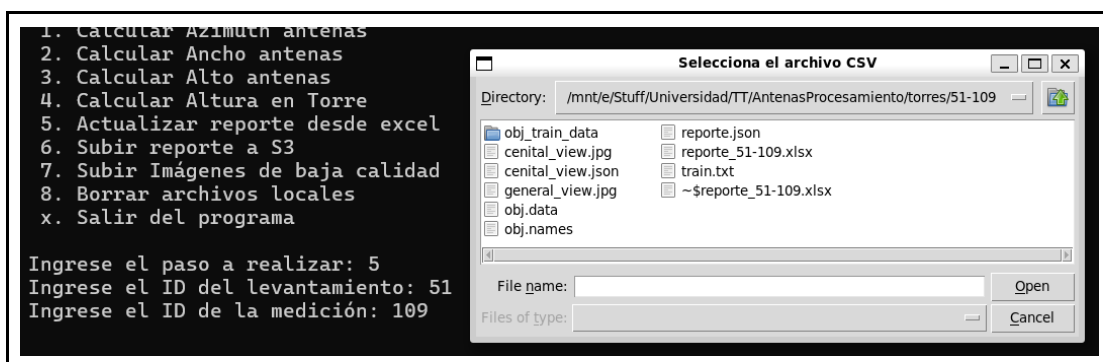 1. Calcular Azimuth antenas
2. Calcular Ancho antenas
3. Calcular Alto antenas
4. Calcular Altura en Torre
5. Actualizar reporte desde excel
6. Subir reporte a S3
7. Subir Imágenes de baja calidad
8. Borrar archivos locales
x. Salir del programa
Ingrese el paso a realizar: 5
Ingrese el ID del levantamiento: 51
Ingrese el ID de la medición: 109
Selecciona el archivo CSV
Directory: /mnt/e/Stuff/Universidad/TT/AntenasProcesamiento/torres/51-109
obj_train_data
cenital_view.jpg
cenital_view.json
general_view.jpg
obj.data
obj.names
reporte.json
reporte_51-109.xlsx
train.txt
~$reporte_51-109.xlsx
File name:
Open
Files of type:
Cancel